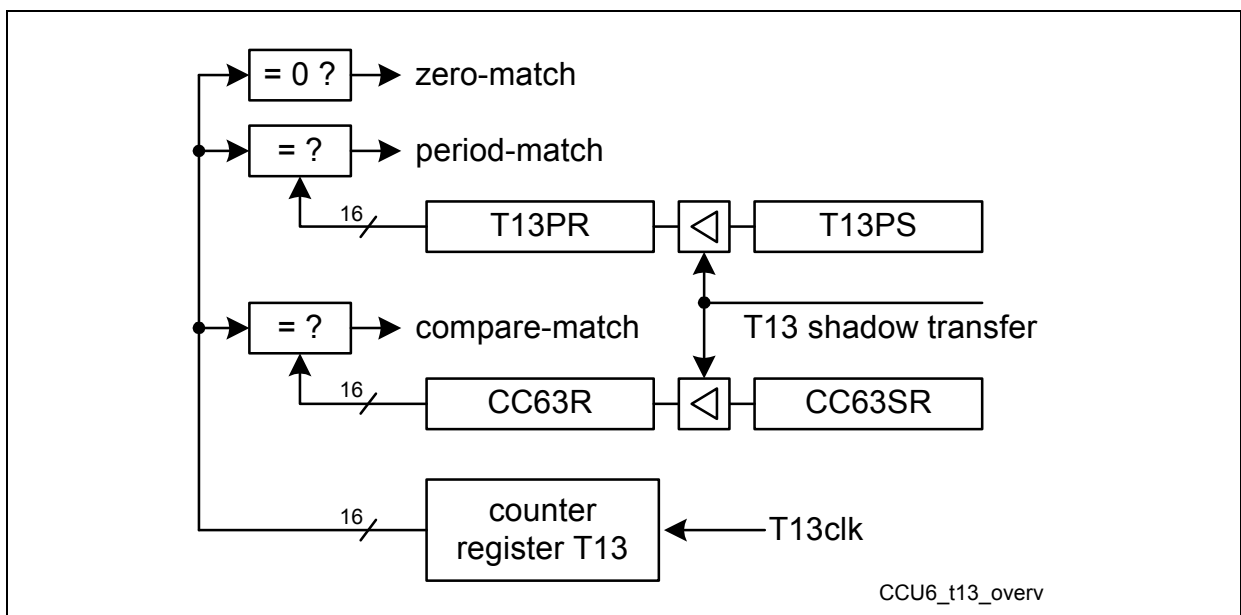 = 0 ?
zero-match
= ?
period-match
16
T13PR
T13PS
= ?
compare-match
T13 shadow transfer
16
CC63R
CC63SR
16
counter
register T13
T13clk
CCU6_t13_overv